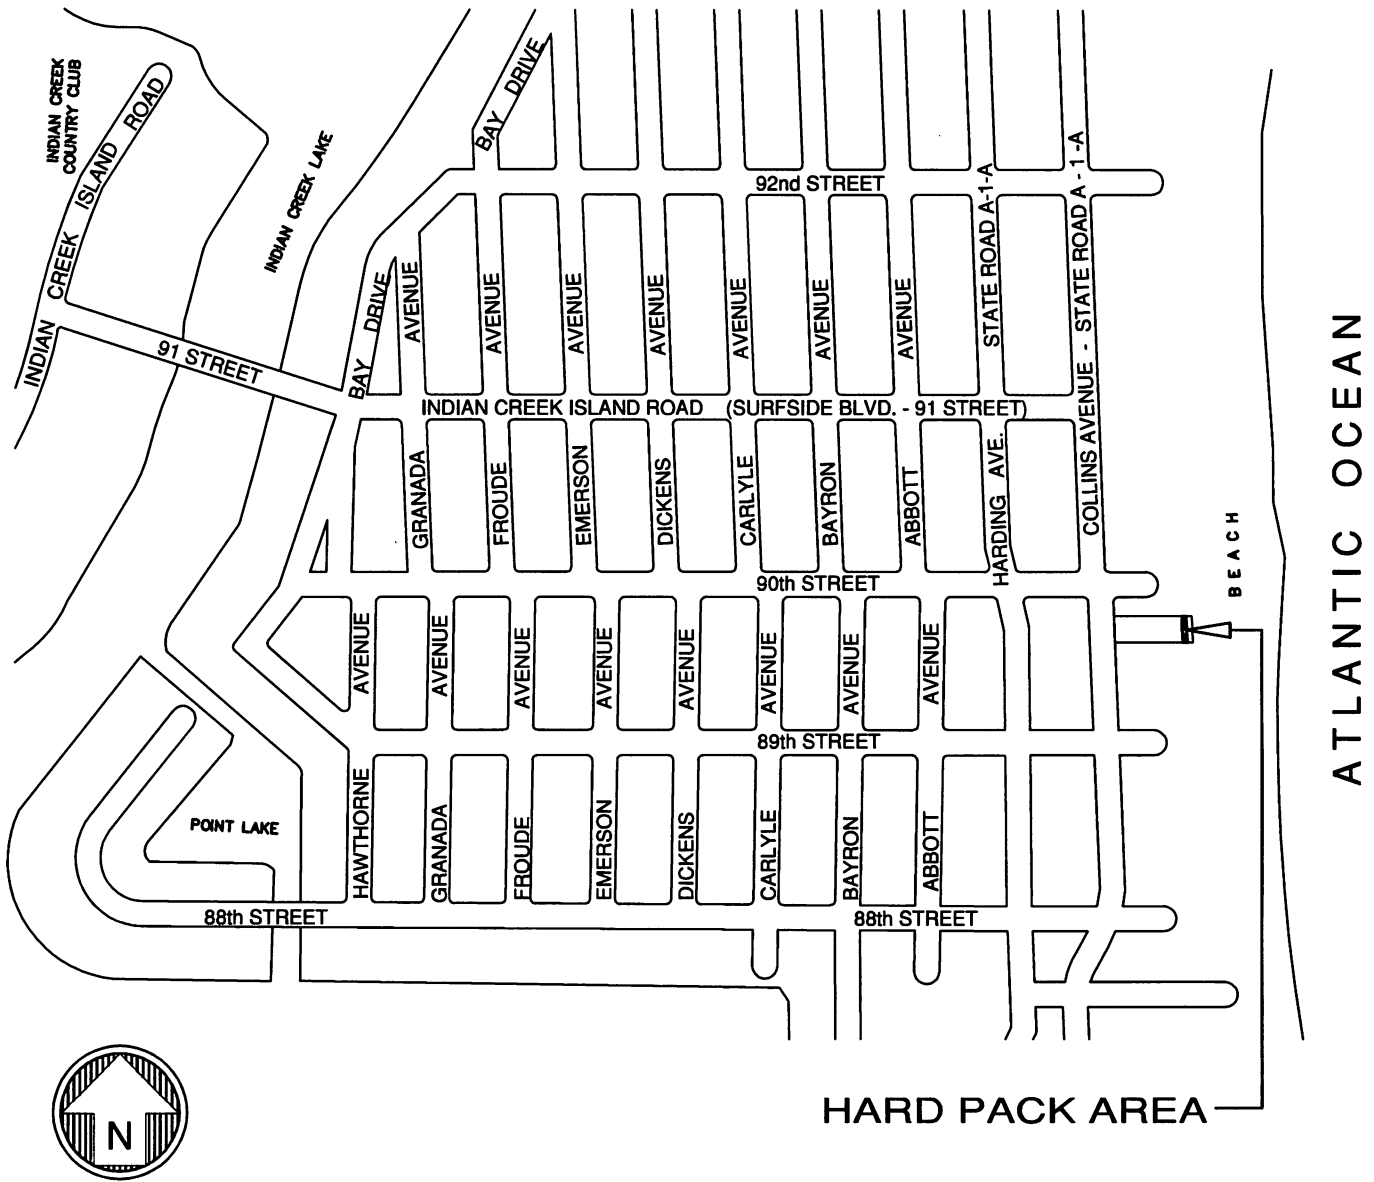 BAY DRIVE
INDIAN CREEK
COUNTRY CLUB
INDIAN CREEK ISLAND ROAD
INDIAN CREEK LAKE
92nd STREET
STATE ROAD A-1-A
COLLINS AVENUE - STATE ROAD A - 1 -A
BAY DRIVE
AVENUE
AVENUE
AVENUE
AVENUE
AVENUE
AVENUE
AVENUE
91 STREET
INDIAN CREEK ISLAND ROAD (SURFSIDE BLVD. - 91 STREET)
ATLANTIC OCEAN
GRANADA
FROUDE
EMERSON
DICKENS
CARLYLE
BAYRON
ABBOTT
HARDING AVE.
BEACH
90th STREET
AVENUE
AVENUE
AVENUE
AVENUE
AVENUE
AVENUE
AVENUE
AVENUE
89th STREET
HAWTHORNE
GRANADA
FROUDE
EMERSON
DICKENS
CARLYLE
BAYRON
ABBOTT
POINT LAKE
88th STREET
88th STREET
HARD PACK AREA
N